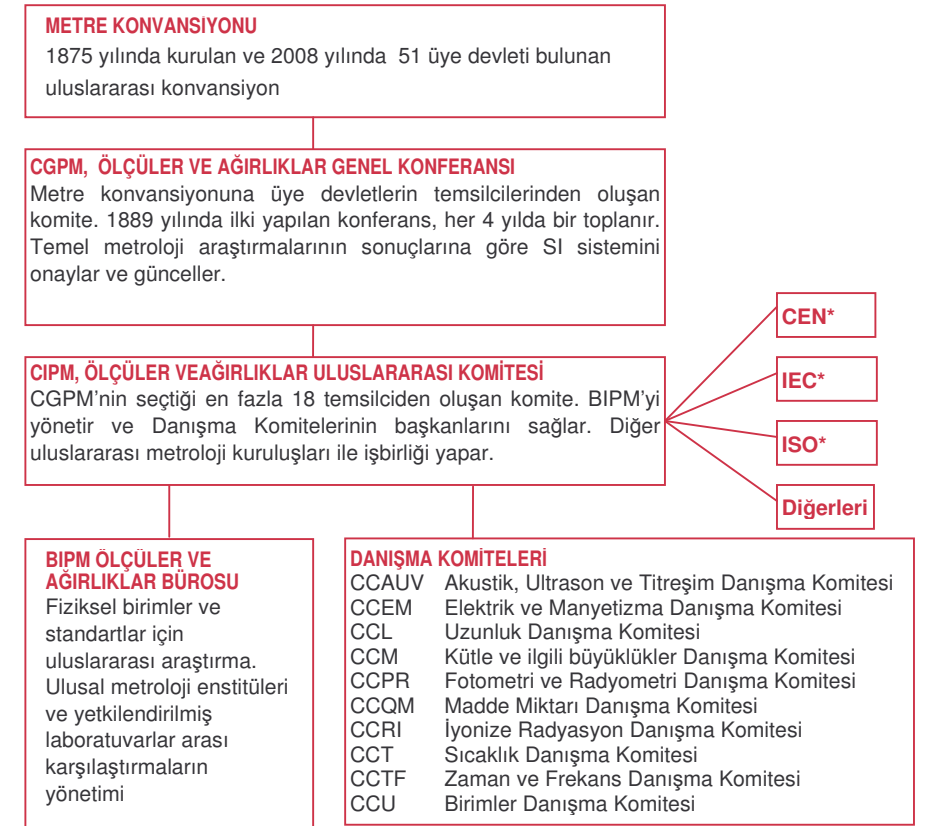 METRE KONVANSİYONU
1875 yılında kurulan ve 2008 yılında 51 üye devleti bulunan
uluslararası konvansiyon
CGPM, ÖLÇÜLER VE AĞIRLIKLAR GENEL KONFERANSI
Metre konvansiyonuna üye devletlerin temsilcilerinden oluşan
komite. 1889 yılında ilki yapılan konferans, her 4 yılda bir toplanır.
Temel metroloji araştırmalarının sonuçlarına göre SI sistemini
onaylar ve günceller.
CIPM, ÖLÇÜLER VEAĞIRLIKLAR ULUSLARARASI KOMİTESİ
CGPM’nin seçtiği en fazla 18 temsilciden oluşan komite. BIPM’yi
yönetir ve Danışma Komitelerinin başkanlarını sağlar. Diğer
uluslararası metroloji kuruluşları ile işbirliği yapar.
CEN*
IEC*
ISO*
Diğerleri
BIPM ÖLÇÜLER VE
AĞIRLIKLAR BÜROSU
Fiziksel birimler ve
standartlar için
uluslararası araştırma.
Ulusal metroloji enstitüleri
ve yetkilendirilmiş
laboratuvarlar arası
karşılaştırmaların
yönetimi
DANIŞMA KOMİTELERİ
CCAUV Akustik, Ultrason ve Titreşim Danışma Komitesi
CCEM Elektrik ve Manyetizma Danışma Komitesi
CCL Uzunluk Danışma Komitesi
CCM Kütle ve ilgili büyüklükler Danışma Komitesi
CCPR Fotometri ve Radyometri Danışma Komitesi
CCQM Madde Miktarı Danışma Komitesi
CCRI İyonize Radyasyon Danışma Komitesi
CCT Sıcaklık Danışma Komitesi
CCTF Zaman ve Frekans Danışma Komitesi
CCU Birimler Danışma Komitesi